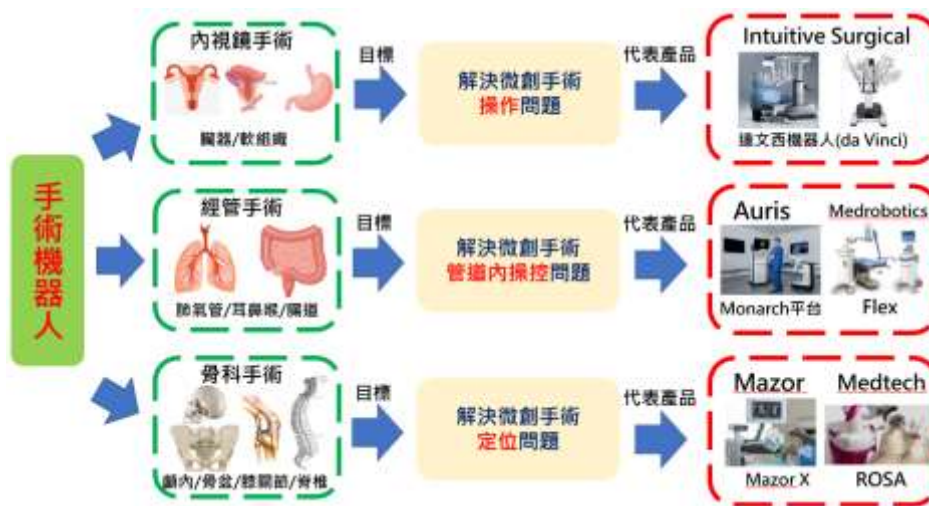 手術機器人
內視鏡手術
臟器/軟組織
目標
解決微創手術
操作問題
代表產品
Intuitive Surgical
達文西機器人(da Vinci)
經管手術
肺氣管/耳鼻喉/腸道
目標
解決微創手術
管道內操控問題
代表產品
Auris
Medrobotics
Monarch平台
Flex
骨科手術
顱內/骨盆/膝關節/脊椎
目標
解決微創手術
定位問題
代表產品
Mazor
Medtech
Mazor X
ROSA